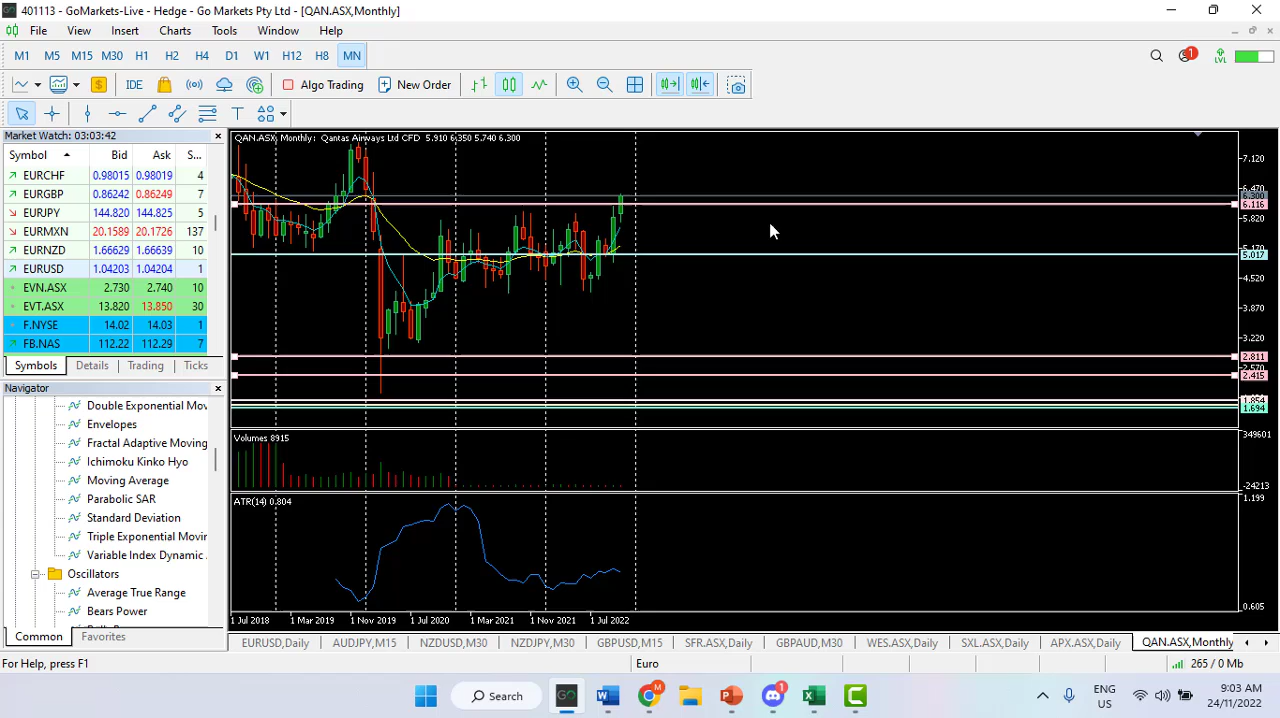 401113 - GoMarkets-Live - Hedge - Go Markets Pty Ltd - [QAN.ASX,Monthly]
File View Insert Charts Tools Window Help
M1 M5 M15 M30 H1 H2 H4 D1 W1 H12 H8 MN
1 LVL
IDE Algo Trading New Order
Market Watch: 03:03:42
Symbol Bid Ask S...
EURCHF 0.98015 0.98019 4
EURGBP 0.86242 0.86249 7
EURJPY 144.820 144.825 5
EURMXN 20.1589 20.1726 137
EURNZD 1.66629 1.66639 10
EURUSD 1.04203 1.04204 1
EVN.ASX 2.730 2.740 10
EVT.ASX 13.820 13.850 30
F.NYSE 14.02 14.03 1
FB.NAS 112.22 112.29 7
Symbols Details Trading Ticks
Navigator
Double Exponential Mov
Envelopes
Fractal Adaptive Moving
Ichimoku Kinko Hyo
Moving Average
Parabolic SAR
Standard Deviation
Triple Exponential Movin
Variable Index Dynamic
Oscillators
Average True Range
Bears Power
Common Favorites
QAN.ASX, Monthly: Qantas Airways Ltd CFD 5.910 6.350 5.740 6.300
7.120
6.470
6.115
5.820
5.017
4.520
3.870
3.220
2.811
2.570
2.415
1.694
Volumes 8915
349601
-24213
ATR(14) 0.804
1.199
0.605
1 Jul 2018 1 Mar 2019 1 Nov 2019 1 Jul 2020 1 Mar 2021 1 Nov 2021 1 Jul 2022
EURUSD,Daily AUDJPY,M15 NZDUSD,M30 NZDJPY,M30 GBPUSD,M15 SFR.ASX,Daily GBPAUD,M30 WES.ASX,Daily SXL.ASX,Daily APX.ASX,Daily QAN.ASX,Monthly
For Help, press F1 Euro 265 / 0 Mb
GO Search M 1 ENG US 9:03 AM 24/11/2022